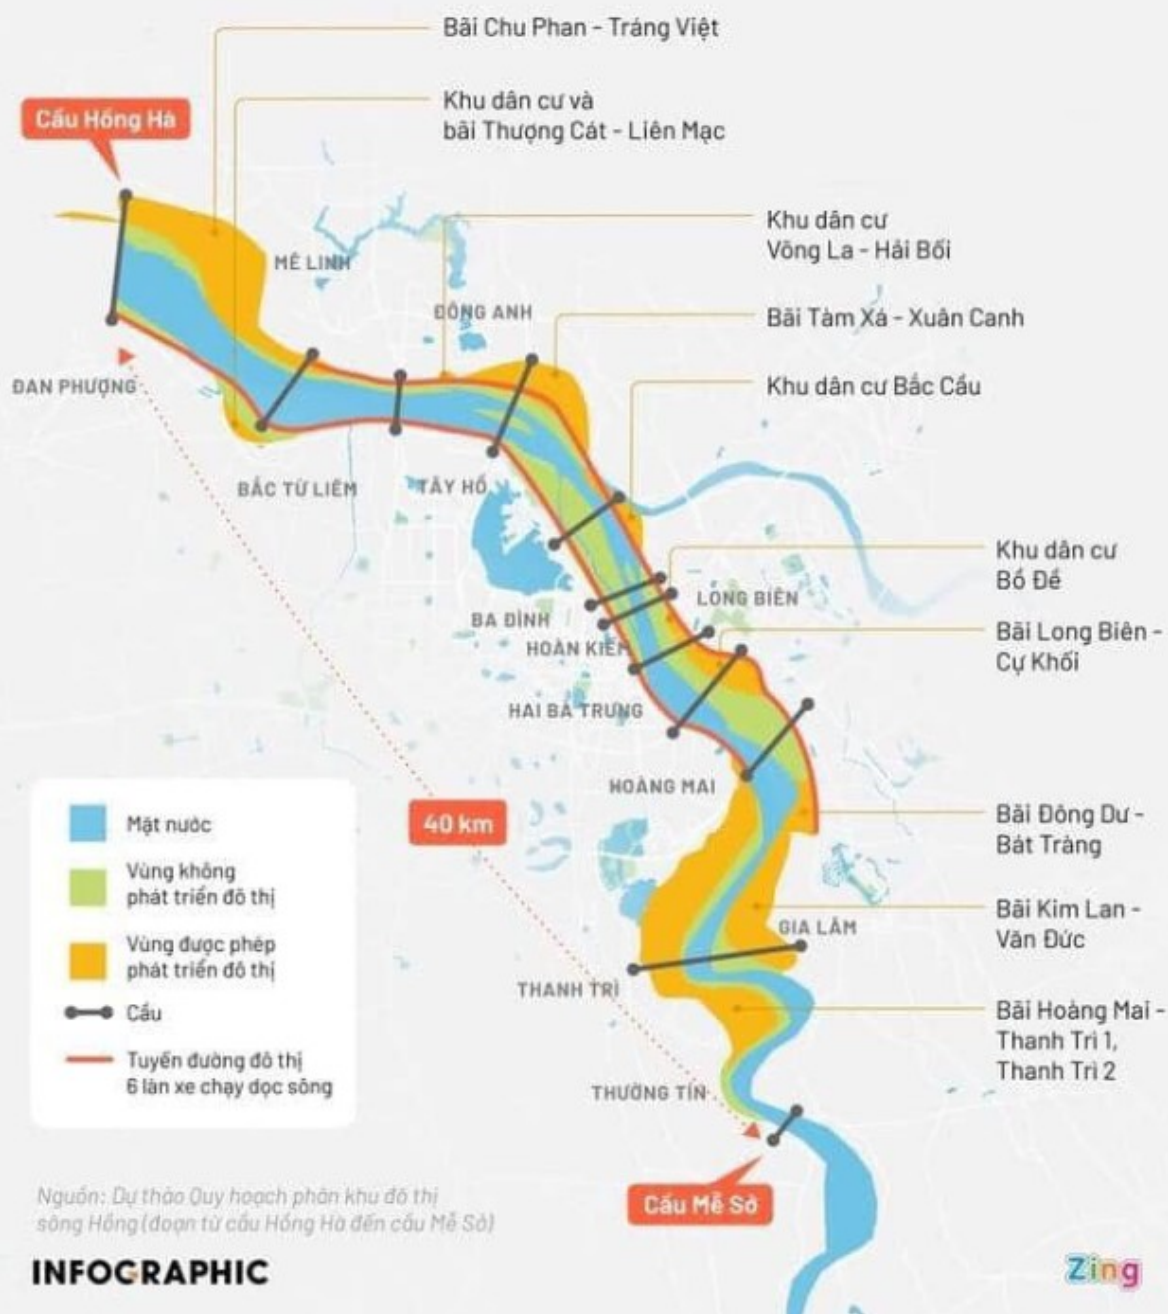 Bãi Chu Phan - Tráng Việt
Cầu Hồng Hà
Khu dân cư và
bãi Thượng Cát - Liên Mạc
Khu dân cư
Võng La - Hải Bối
MÊ LINH
ĐÔNG ANH
Bãi Tàm Xá - Xuân Canh
ĐAN PHƯỢNG
Khu dân cư Bắc Cầu
BẮC TỪ LIÊM
TÂY HỒ
Khu dân cư
Bồ Đề
LONG BIÊN
BA ĐÌNH
HOÀN KIẾM
Bãi Long Biên -
Cự Khối
HAI BÀ TRƯNG
HOÀNG MAI
40 km
Bãi Đông Dư -
Bát Tràng
Mặt nước
Vùng không
phát triển đô thị
Vùng được phép
phát triển đô thị
Cầu
Tuyến đường đô thị
6 làn xe chạy dọc sông
Bãi Kim Lan -
Văn Đức
GIA LÂM
THANH TRÌ
Bãi Hoàng Mai -
Thanh Trì 1,
Thanh Trì 2
THƯỜNG TÍN
Cầu Mễ Sở
Nguồn: Dự thảo Quy hoạch phân khu đô thị
sông Hồng (đoạn từ cầu Hồng Hà đến cầu Mễ Sở)
INFOGRAPHIC
Zing